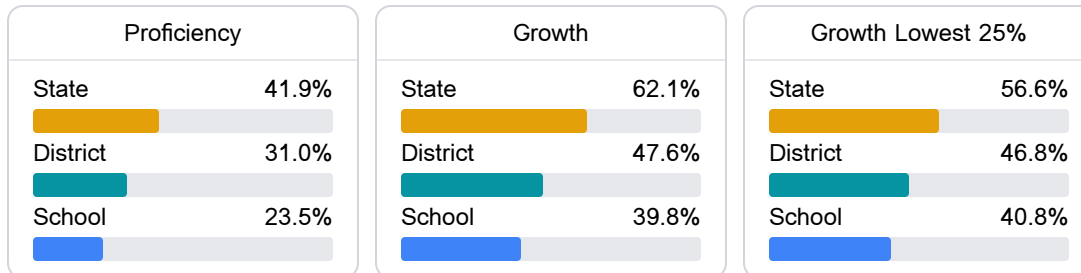 Proficiency
State 41.9%
District 31.0%
School 23.5%
Growth
State 62.1%
District 47.6%
School 39.8%
Growth Lowest 25%
State 56.6%
District 46.8%
School 40.8%